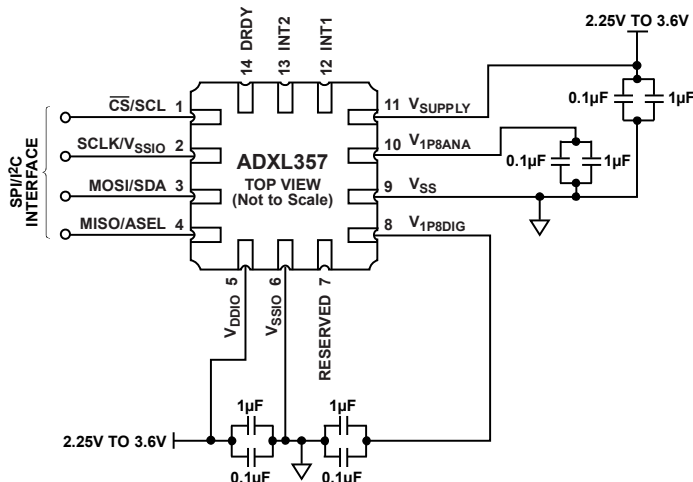 2.25V TO 3.6V
14 DRDY
13 INT2
12 INT1
0.1µF
1µF
SPI/I²C
INTERFACE
C̅S̅/SCL 1
SCLK/VSSIO 2
MOSI/SDA 3
MISO/ASEL 4
ADXL357
TOP VIEW
(Not to Scale)
11 VSUPPLY
10 V1P8ANA
9 VSS
8 V1P8DIG
0.1µF
1µF
VDDIO 5
VSSIO 6
RESERVED 7
2.25V TO 3.6V
1µF
0.1µF
1µF
0.1µF